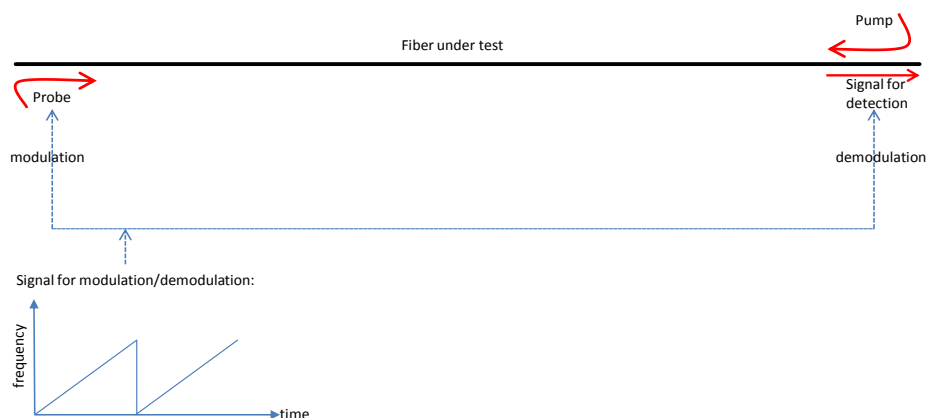 Pump
Fiber under test
Probe
Signal for
detection
modulation
demodulation
Signal for modulation/demodulation:
frequency
time